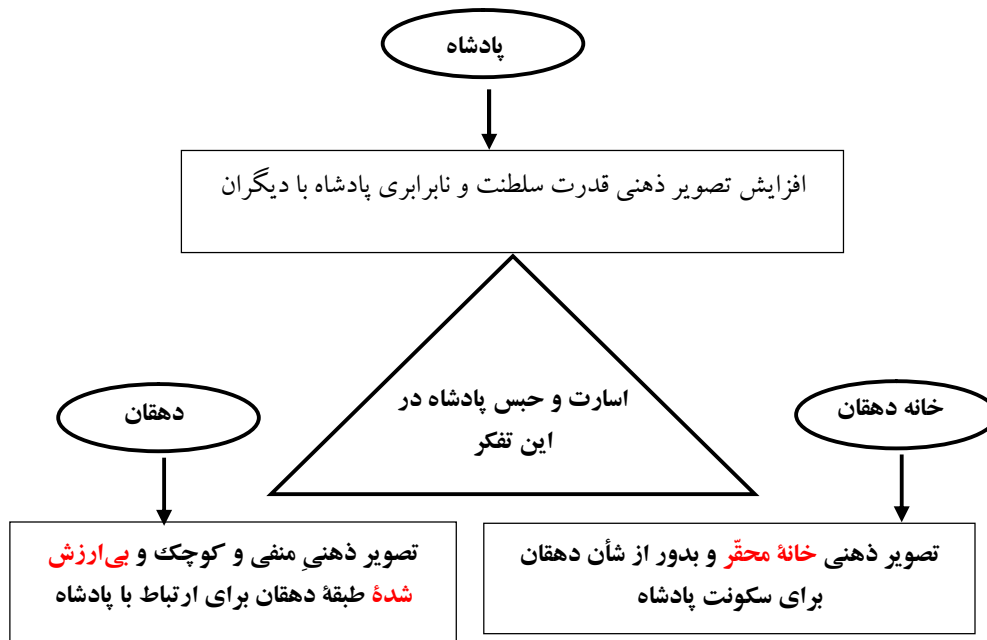 پادشاه
افزایش تصویر ذهنی قدرت سلطنت و نابرابری پادشاه با دیگران
اسارت و حبس پادشاه در
این تفکر
خانه دهقان
دهقان
تصویر ذهنی خانهٔ محقّر و بدور از شأن دهقان
برای سکونت پادشاه
تصویر ذهنیِ منفی و کوچک و بی‌ارزش
شدهٔ طبقهٔ دهقان برای ارتباط با پادشاه